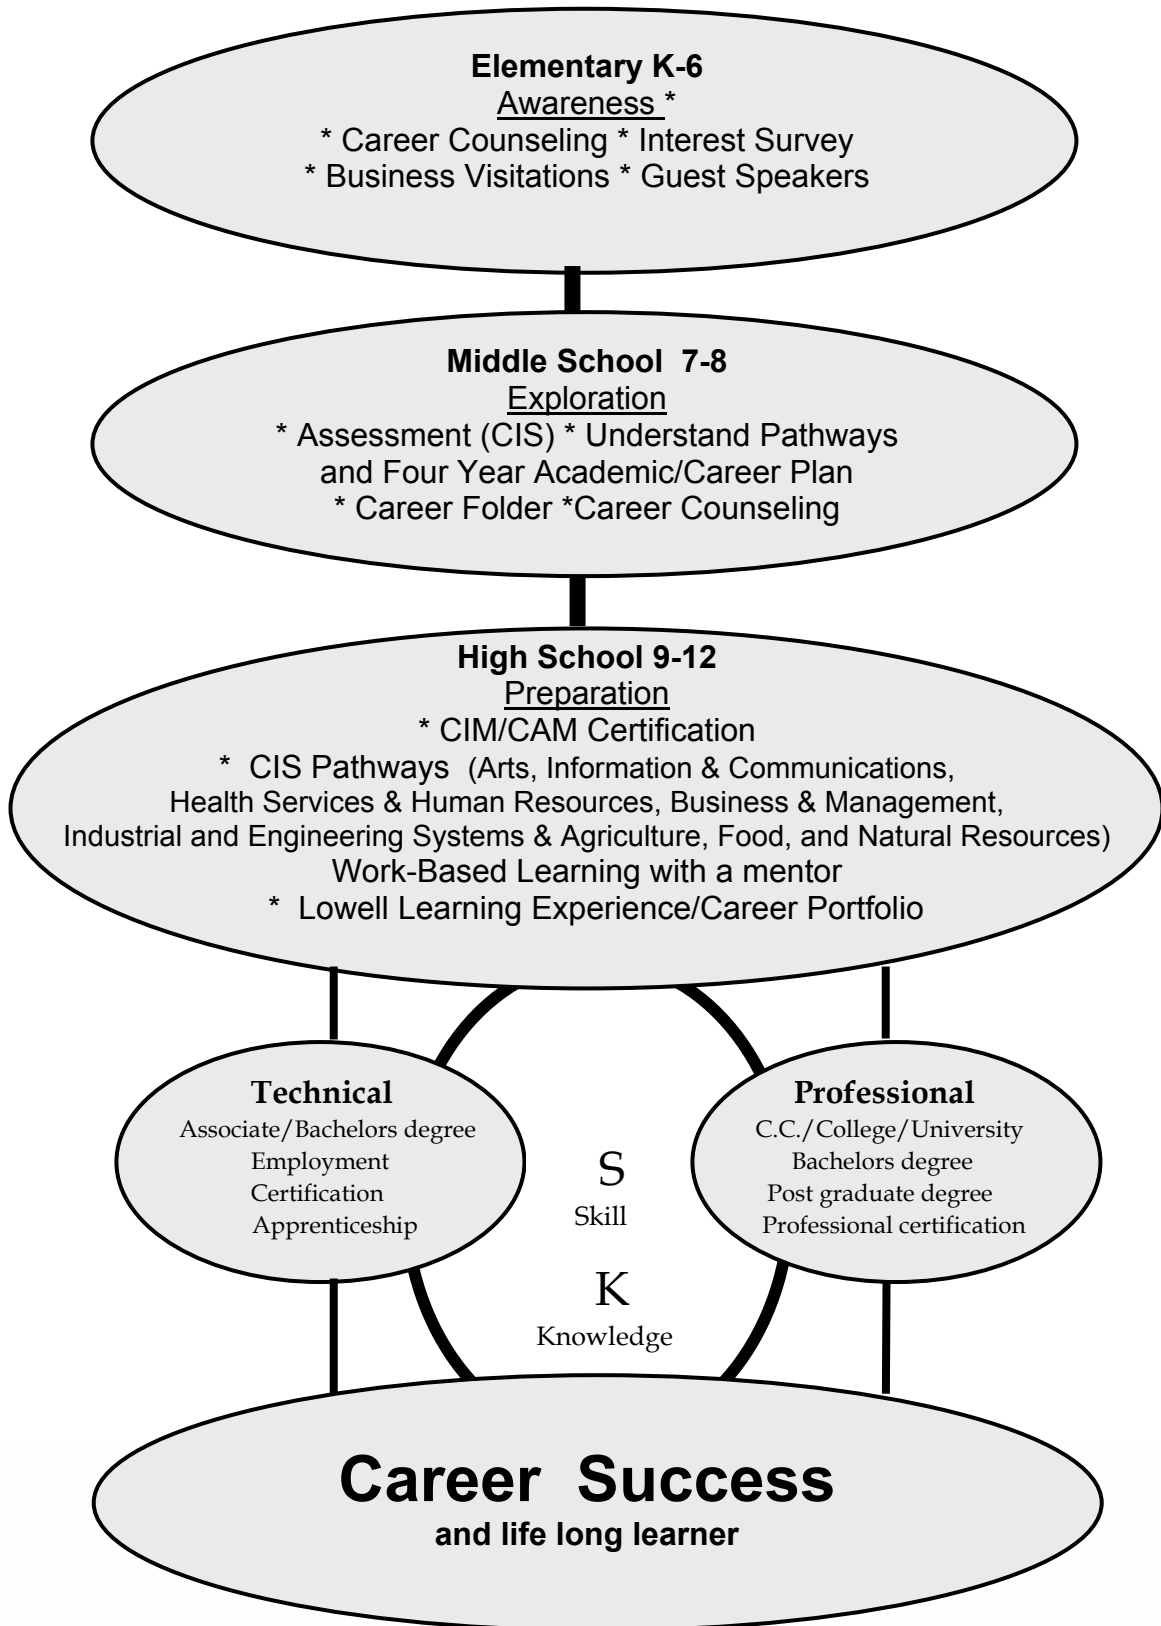 Elementary K-6
Awareness *
* Career Counseling * Interest Survey
* Business Visitations * Guest Speakers
Middle School 7-8
Exploration
* Assessment (CIS) * Understand Pathways
and Four Year Academic/Career Plan
* Career Folder *Career Counseling
High School 9-12
Preparation
* CIM/CAM Certification
* CIS Pathways (Arts, Information & Communications,
Health Services & Human Resources, Business & Management,
Industrial and Engineering Systems & Agriculture, Food, and Natural Resources)
Work-Based Learning with a mentor
* Lowell Learning Experience/Career Portfolio
Technical
Associate/Bachelors degree
Employment
Certification
Apprenticeship
S
Skill
K
Knowledge
Professional
C.C./College/University
Bachelors degree
Post graduate degree
Professional certification
Career Success
and life long learner